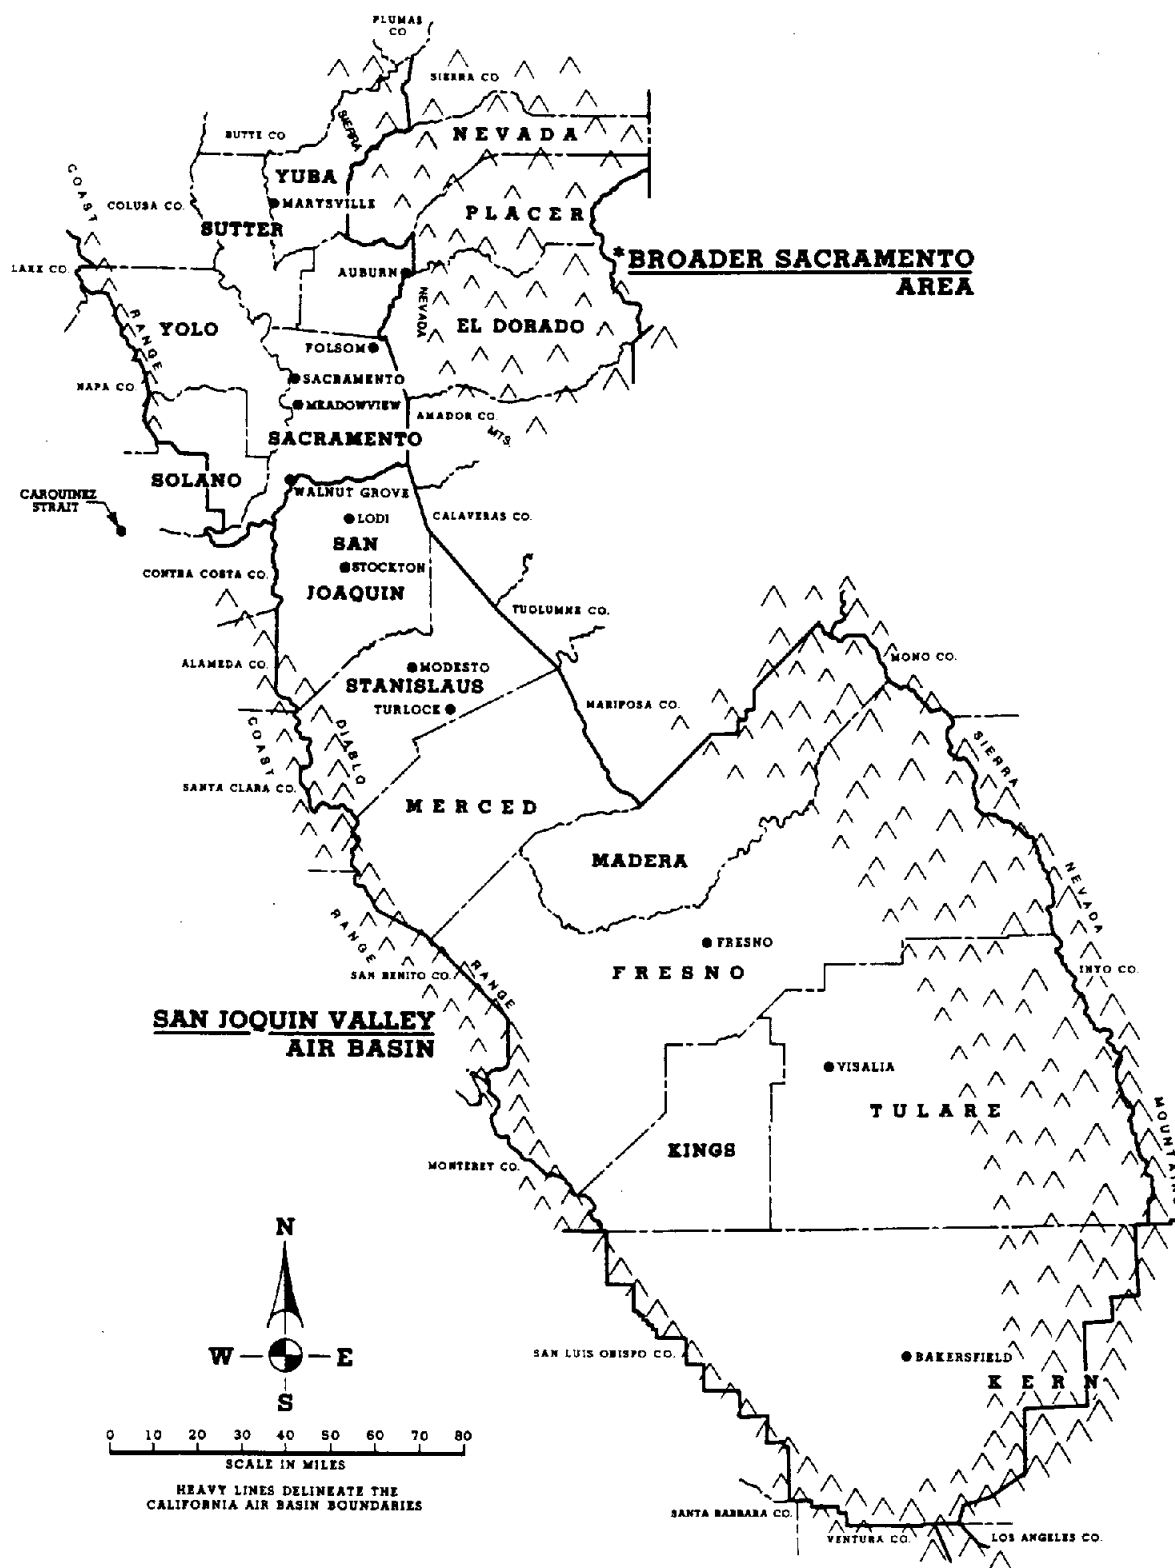 PLUMAS
CO
SIERRA CO
SIERRA
NEVADA
BUTTE CO
YUBA
MARYSVILLE
COAST
COLUSA CO.
SUTTER
PLACER
*BROADER SACRAMENTO
AREA
LAKE CO.
AUBURN
NEVADA
RANGE
YOLO
EL DORADO
FOLSOM
SACRAMENTO
NAPA CO.
MEADOWVIEW
AMADOR CO.
MTS.
SACRAMENTO
SOLANO
CARQUINEZ
STRAIT
WALNUT GROVE
LODI
CALAVERAS CO.
SAN
STOCKTON
CONTRA COSTA CO.
JOAQUIN
TUOLUMNE CO.
ALAMEDA CO.
MODESTO
MONO CO.
STANISLAUS
TURLOCK
MARIPOSA CO.
COAST
DIABLO
SIERRA
SANTA CLARA CO.
MERCED
MADERA
NEVADA
RANGE
FRESNO
RANGE
SAN BENITO CO.
FRESNO
INYO CO.
SAN JOQUIN VALLEY
AIR BASIN
VISALIA
TULARE
MOUNTAINS
KINGS
MONTEREY CO.
N
W
E
S
SAN LUIS OBISPO CO.
BAKERSFIELD
KERN
0 10 20 30 40 50 60 70 80
SCALE IN MILES
HEAVY LINES DELINEATE THE
CALIFORNIA AIR BASIN BOUNDARIES
SANTA BARBARA CO.
VENTURA CO.
LOS ANGELES CO.